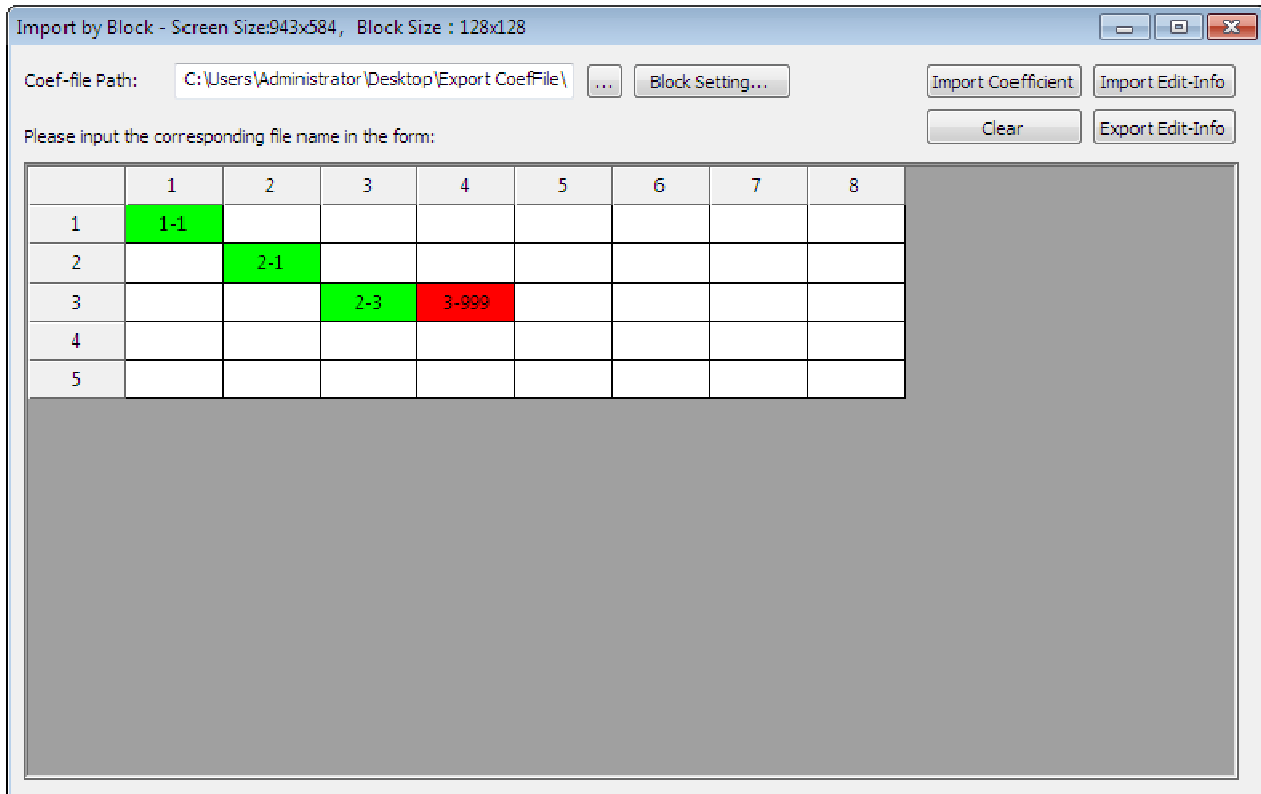 Import by Block - Screen Size:943x584, Block Size : 128x128
Coef-file Path: C:\Users\Administrator\Desktop\Export CoefFile\ ... Block Setting... Import Coefficient Import Edit-Info
Clear Export Edit-Info
Please input the corresponding file name in the form:
1 2 3 4 5 6 7 8
1 1-1
2 2-1
3 2-3 3-999
4
5